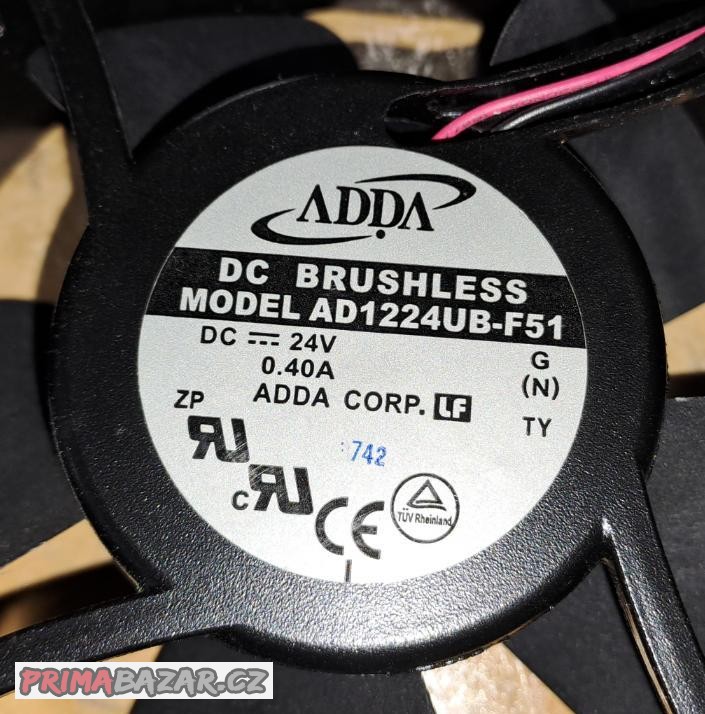 ADDA
DC BRUSHLESS
MODEL AD1224UB-F51
DC 24V
G
0.40A
(N)
ADDA CORP. LF
ZP
TY
742
c
CE
TÜV Rheinland
PRIMABAZAR.CZ